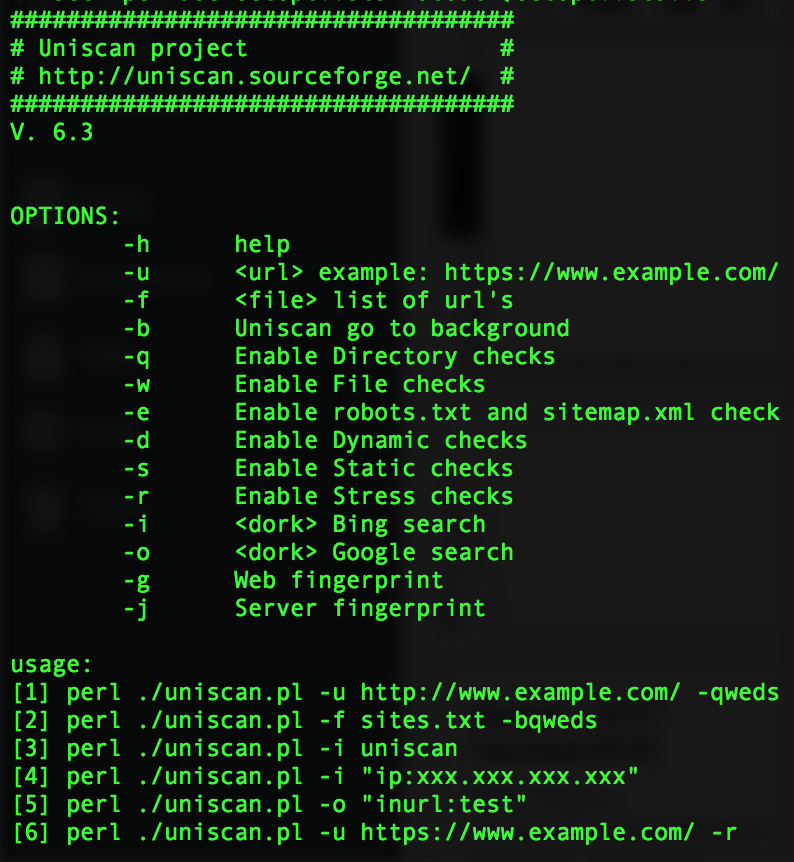 ####################################
# Uniscan project                  #
# http://uniscan.sourceforge.net/  #
####################################
V. 6.3
OPTIONS:
-h help
-u <url> example: https://www.example.com/
-f <file> list of url's
-b Uniscan go to background
-q Enable Directory checks
-w Enable File checks
-e Enable robots.txt and sitemap.xml check
-d Enable Dynamic checks
-s Enable Static checks
-r Enable Stress checks
-i <dork> Bing search
-o <dork> Google search
-g Web fingerprint
-j Server fingerprint
usage:
[1] perl ./uniscan.pl -u http://www.example.com/ -qweds
[2] perl ./uniscan.pl -f sites.txt -bqweds
[3] perl ./uniscan.pl -i uniscan
[4] perl ./uniscan.pl -i "ip:xxx.xxx.xxx.xxx"
[5] perl ./uniscan.pl -o "inurl:test"
[6] perl ./uniscan.pl -u https://www.example.com/ -r